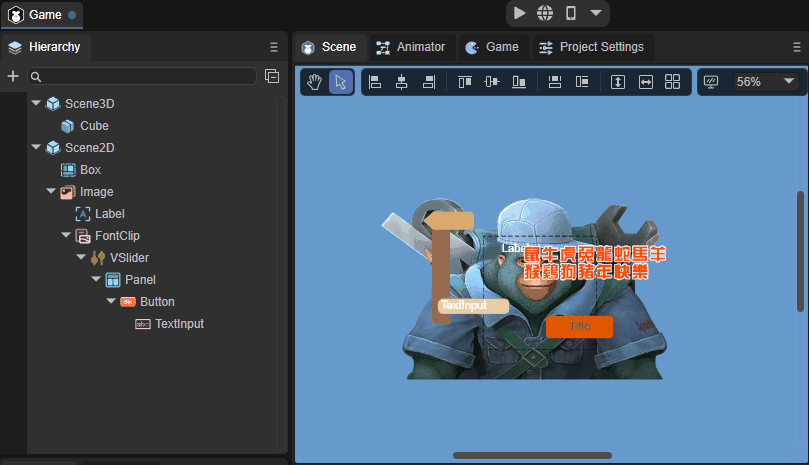 Game
Hierarchy
Scene
Animator
Game
Project Settings
56%
Scene3D
Cube
Scene2D
Box
Image
Label
FontClip
VSlider
Panel
Button
TextInput
Label
鼠牛虎兔龍蛇馬羊
猴鷄狗豬年快樂
TextInput
Title